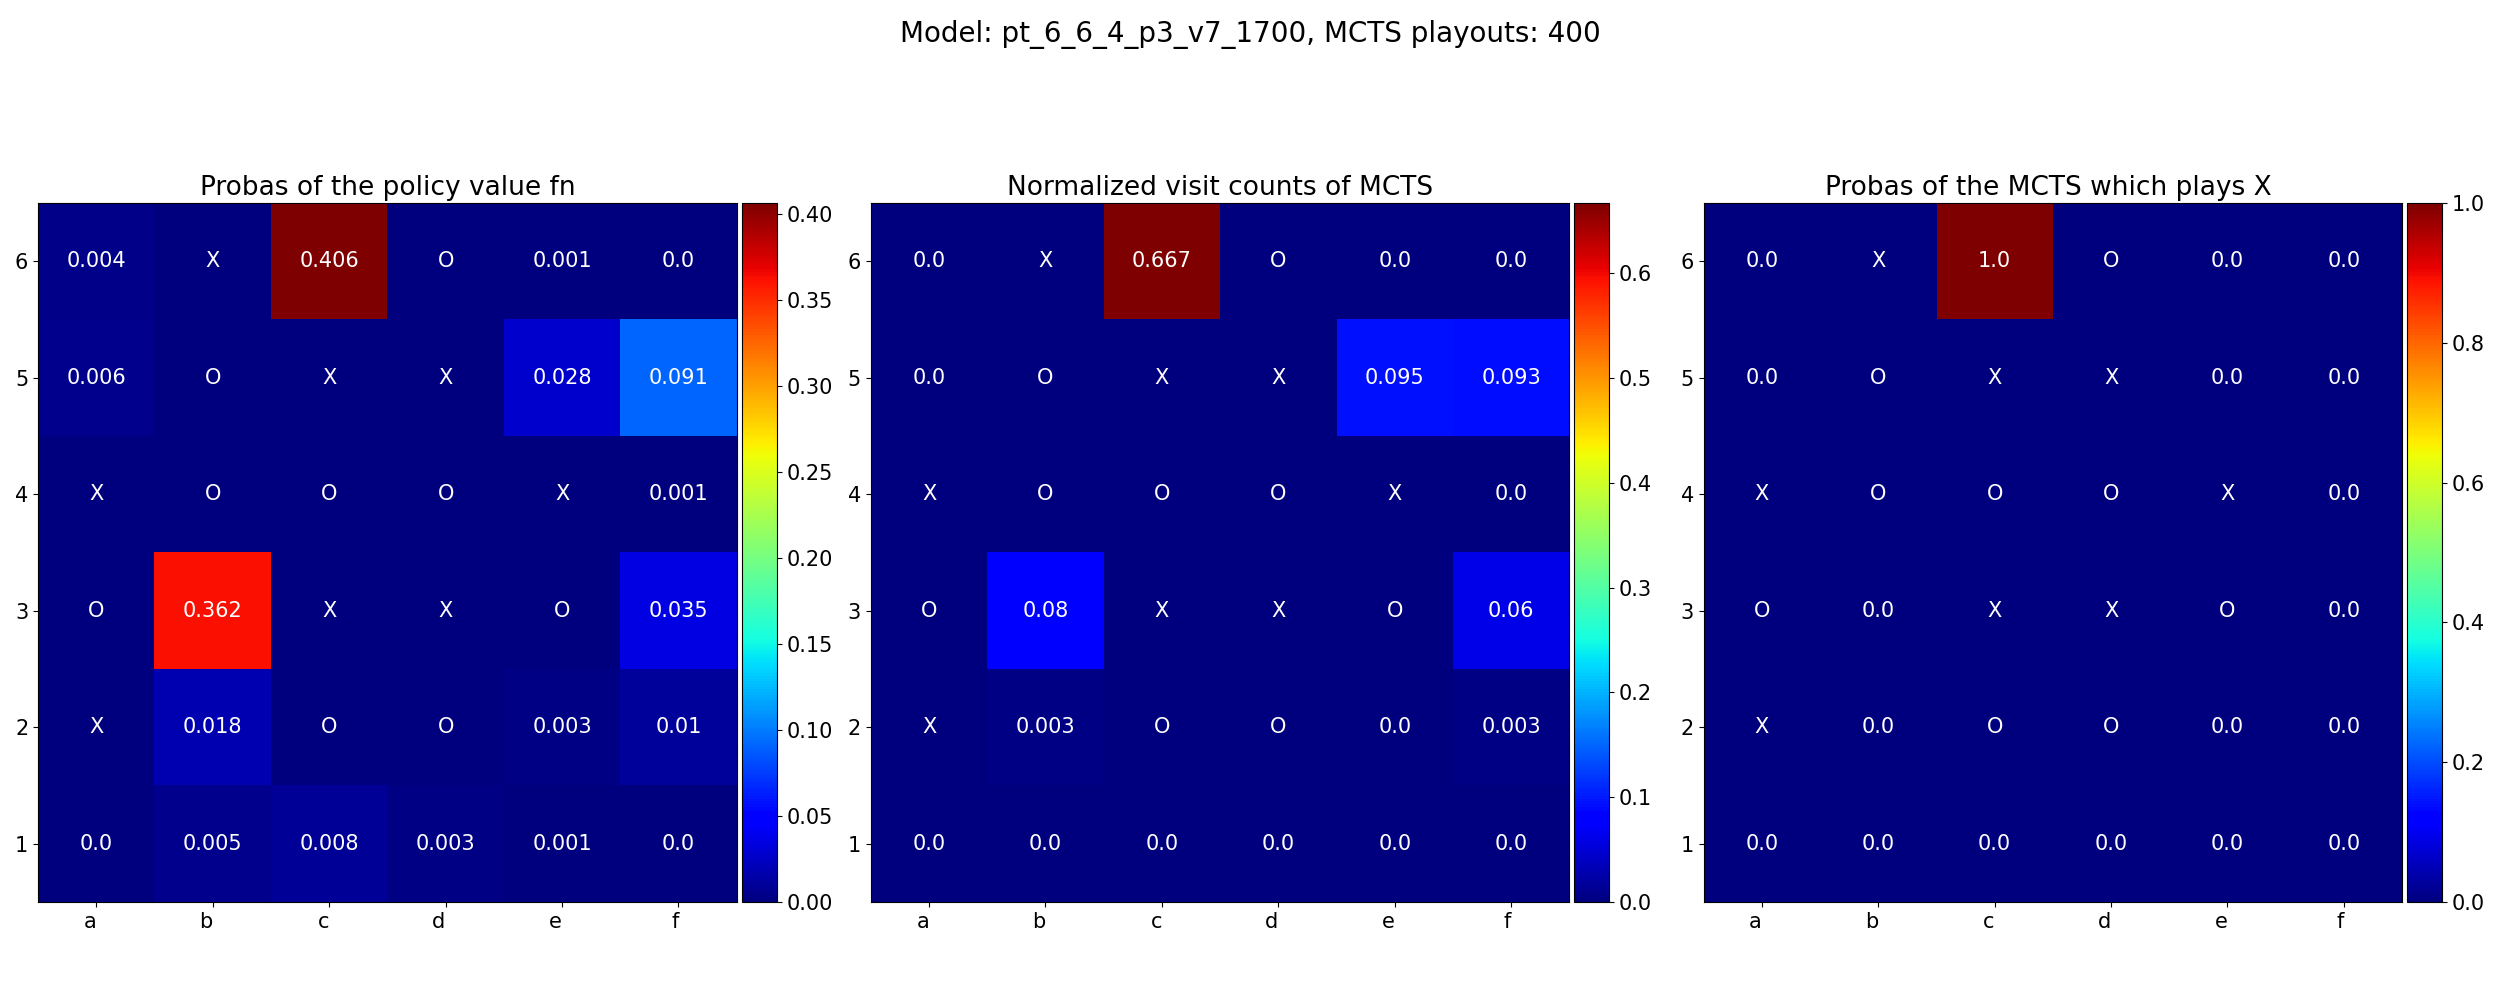 Model: pt_6_6_4_p3_v7_1700, MCTS playouts: 400
Probas of the policy value fn
6 0.004 X 0.406 O 0.001 0.0
5 0.006 O X X 0.028 0.091
4 X O O O X 0.001
3 O 0.362 X X O 0.035
2 X 0.018 O O 0.003 0.01
1 0.0 0.005 0.008 0.003 0.001 0.0
a b c d e f
0.40
0.35
0.30
0.25
0.20
0.15
0.10
0.05
0.00
Normalized visit counts of MCTS
6 0.0 X 0.667 O 0.0 0.0
5 0.0 O X X 0.095 0.093
4 X O O O X 0.0
3 O 0.08 X X O 0.06
2 X 0.003 O O 0.0 0.003
1 0.0 0.0 0.0 0.0 0.0 0.0
a b c d e f
0.6
0.5
0.4
0.3
0.2
0.1
0.0
Probas of the MCTS which plays X
6 0.0 X 1.0 O 0.0 0.0
5 0.0 O X X 0.0 0.0
4 X O O O X 0.0
3 O 0.0 X X O 0.0
2 X 0.0 O O 0.0 0.0
1 0.0 0.0 0.0 0.0 0.0 0.0
a b c d e f
1.0
0.8
0.6
0.4
0.2
0.0